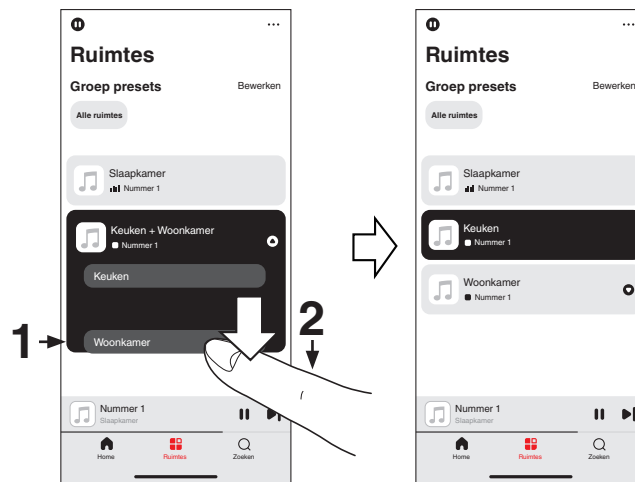 Ruimtes
Groep presets Bewerken
Alle ruimtes
Slaapkamer
Nummer 1
Keuken + Woonkamer
Nummer 1
Keuken
Woonkamer
1
2
Nummer 1
Slaapkamer
Home Ruimtes Zoeken
Ruimtes
Groep presets Bewerken
Alle ruimtes
Slaapkamer
Nummer 1
Keuken
Nummer 1
Woonkamer
Nummer 1
Nummer 1
Slaapkamer
Home Ruimtes Zoeken